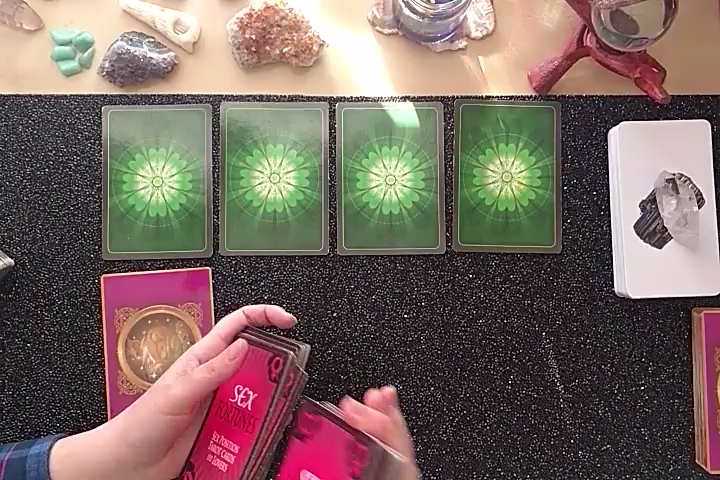 SEX
FORTUNES
SEX POSITION
TAROT CARDS
FOR LOVERS